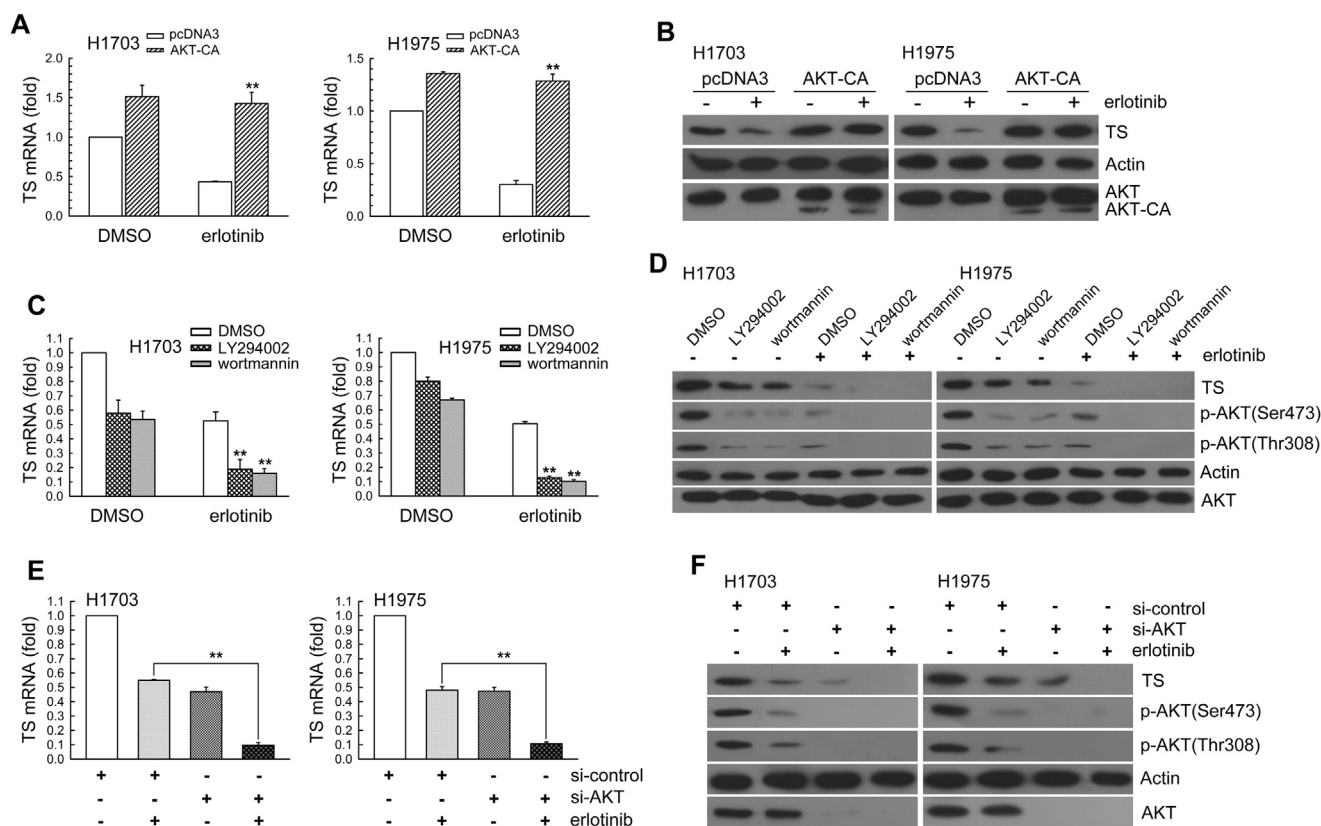 A
H1703
pcDNA3
AKT-CA
TS mRNA (fold)
2.0
1.5
1.0
0.5
0.0
DMSO erlotinib
H1975
TS mRNA (fold)
1.5
1.2
0.9
0.6
0.3
0.0
DMSO erlotinib
B
H1703 H1975
pcDNA3 AKT-CA pcDNA3 AKT-CA
- + - + - + - + erlotinib
TS
Actin
AKT
AKT-CA
**
**
C
H1703
DMSO
LY294002
wortmannin
TS mRNA (fold)
1.1
1.0
0.9
0.8
0.7
0.6
0.5
0.4
0.3
0.2
0.1
0.0
** **
DMSO erlotinib
H1975
DMSO
LY294002
wortmannin
TS mRNA (fold)
1.1
1.0
0.9
0.8
0.7
0.6
0.5
0.4
0.3
0.2
0.1
0.0
** **
DMSO erlotinib
D
H1703 H1975
DMSO LY294002 wortmannin DMSO LY294002 wortmannin DMSO LY294002 wortmannin DMSO LY294002 wortmannin
- - - + + + - - - + + + erlotinib
TS
p-AKT(Ser473)
p-AKT(Thr308)
Actin
AKT
E
H1703
TS mRNA (fold)
1.1
1.0
0.9
0.8
0.7
0.6
0.5
0.4
0.3
0.2
0.1
0.0
**
H1975
TS mRNA (fold)
1.1
1.0
0.9
0.8
0.7
0.6
0.5
0.4
0.3
0.2
0.1
0.0
**
+ + - - + + - - si-control
- - + + - - + + si-AKT
- + - + - + - + erlotinib
F
H1703 H1975
+ + - - + + - - si-control
- - + + - - + + si-AKT
- + - + - + - + erlotinib
TS
p-AKT(Ser473)
p-AKT(Thr308)
Actin
AKT